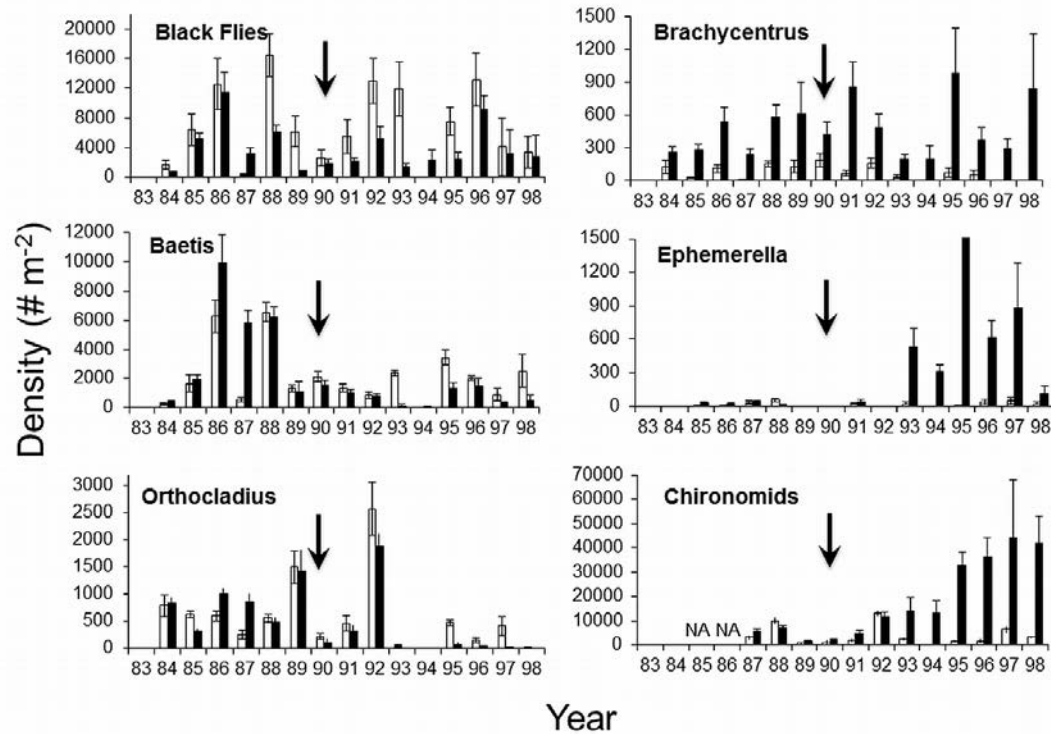 Density (# m-2)
Black Flies
20000
16000
12000
8000
4000
0
83 84 85 86 87 88 89 90 91 92 93 94 95 96 97 98
Brachycentrus
1500
1200
900
600
300
0
83 84 85 86 87 88 89 90 91 92 93 94 95 96 97 98
Baetis
12000
10000
8000
6000
4000
2000
0
83 84 85 86 87 88 89 90 91 92 93 94 95 96 97 98
Ephemerella
1500
1200
900
600
300
0
83 84 85 86 87 88 89 90 91 92 93 94 95 96 97 98
Orthocladius
3000
2500
2000
1500
1000
500
0
83 84 85 86 87 88 89 90 91 92 93 94 95 96 97 98
Chironomids
70000
60000
50000
40000
30000
20000
10000
0
NA NA
83 84 85 86 87 88 89 90 91 92 93 94 95 96 97 98
Year